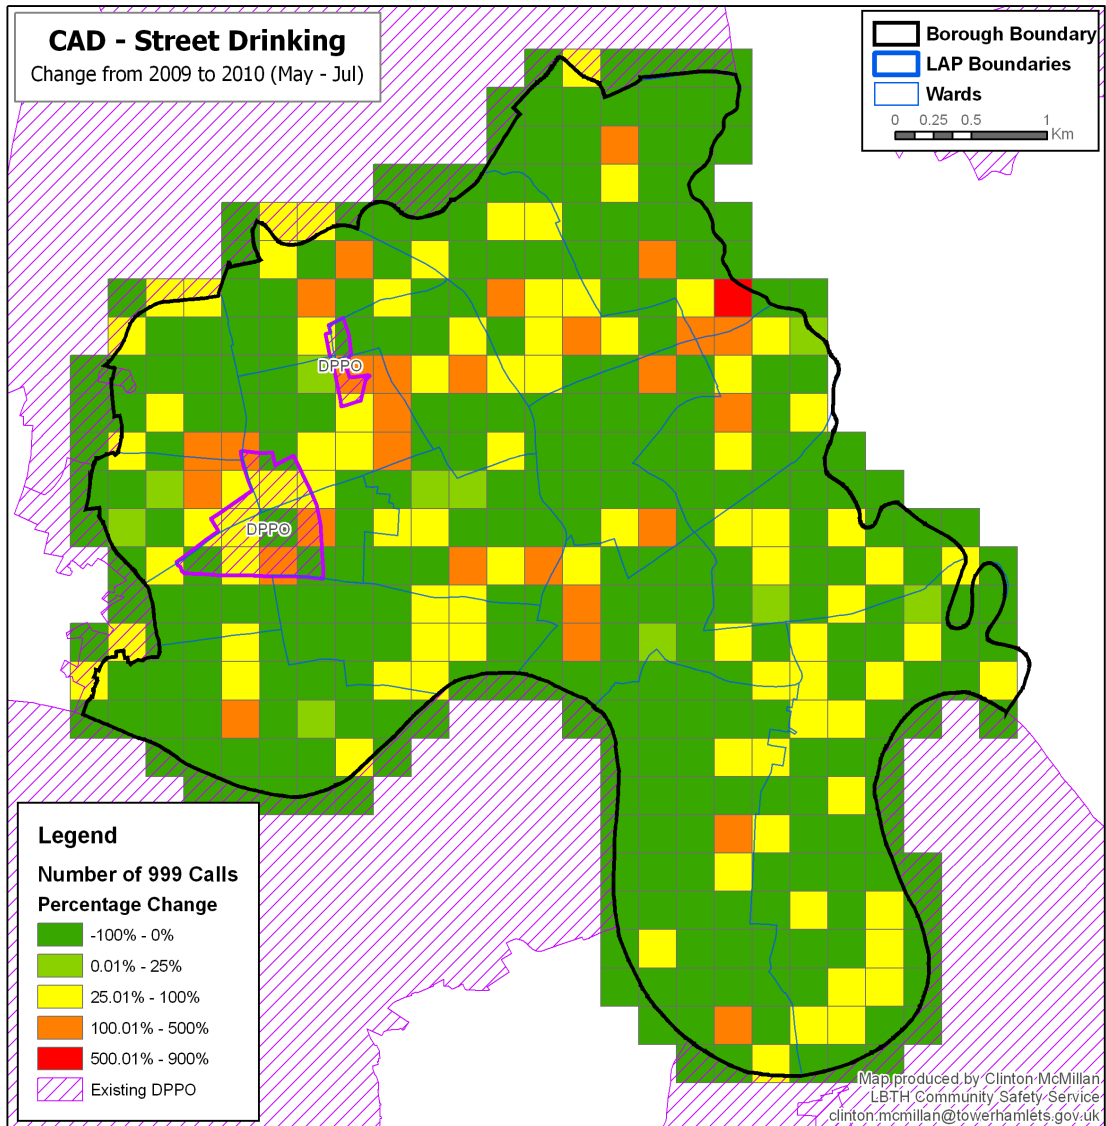 CAD - Street Drinking
Change from 2009 to 2010 (May - Jul)
Borough Boundary
LAP Boundaries
Wards
0 0.25 0.5 1
Km
DPPO
DPPO
Legend
Number of 999 Calls
Percentage Change
-100% - 0%
0.01% - 25%
25.01% - 100%
100.01% - 500%
500.01% - 900%
Existing DPPO
Map produced by Clinton McMillan
LBTH Community Safety Service
clinton.mcmillan@towerhamlets.gov.uk